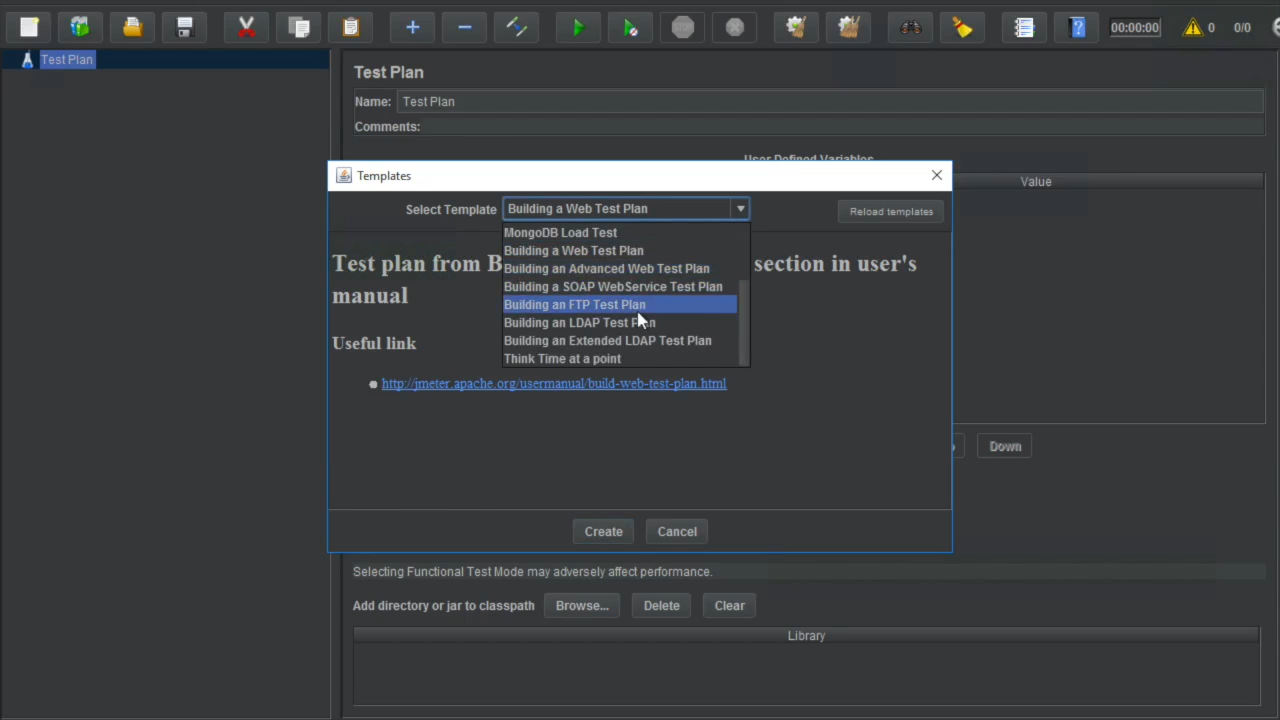 00:00:00
0
0/0
Test Plan
Test Plan
Name: Test Plan
Comments:
User Defined Variables
Value
Templates
Select Template
Building a Web Test Plan
Reload templates
MongoDB Load Test
Building a Web Test Plan
Building an Advanced Web Test Plan
Building a SOAP WebService Test Plan
Building an FTP Test Plan
Building an LDAP Test Plan
Building an Extended LDAP Test Plan
Think Time at a point
Test plan from B
section in user's
manual
Useful link
http://jmeter.apache.org/usermanual/build-web-test-plan.html
Down
Create
Cancel
Selecting Functional Test Mode may adversely affect performance.
Add directory or jar to classpath
Browse...
Delete
Clear
Library